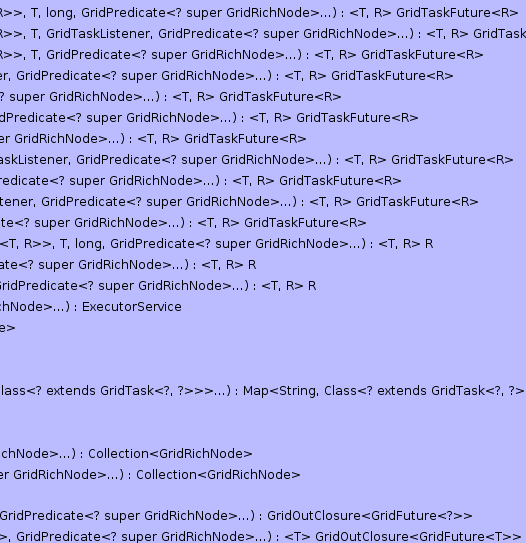 R>>, T, long, GridPredicate<? super GridRichNode>...) : <T, R> GridTaskFuture<R>
R>>, T, GridTaskListener, GridPredicate<? super GridRichNode>...) : <T, R> GridTask
R>>, T, GridPredicate<? super GridRichNode>...) : <T, R> GridTaskFuture<R>
er, GridPredicate<? super GridRichNode>...) : <T, R> GridTaskFuture<R>
? super GridRichNode>...) : <T, R> GridTaskFuture<R>
dPredicate<? super GridRichNode>...) : <T, R> GridTaskFuture<R>
er GridRichNode>...) : <T, R> GridTaskFuture<R>
askListener, GridPredicate<? super GridRichNode>...) : <T, R> GridTaskFuture<R>
redicate<? super GridRichNode>...) : <T, R> GridTaskFuture<R>
tener, GridPredicate<? super GridRichNode>...) : <T, R> GridTaskFuture<R>
te<? super GridRichNode>...) : <T, R> GridTaskFuture<R>
<T, R>>, T, long, GridPredicate<? super GridRichNode>...) : <T, R> R
ate<? super GridRichNode>...) : <T, R> R
GridPredicate<? super GridRichNode>...) : <T, R> R
chNode>...) : ExecutorService
e>
lass<? extends GridTask<?, ?>>>...) : Map<String, Class<? extends GridTask<?, ?>
chNode>...) : Collection<GridRichNode>
er GridRichNode>...) : Collection<GridRichNode>
GridPredicate<? super GridRichNode>...) : GridOutClosure<GridFuture<?>>
>, GridPredicate<? super GridRichNode>...) : <T> GridOutClosure<GridFuture<T>>